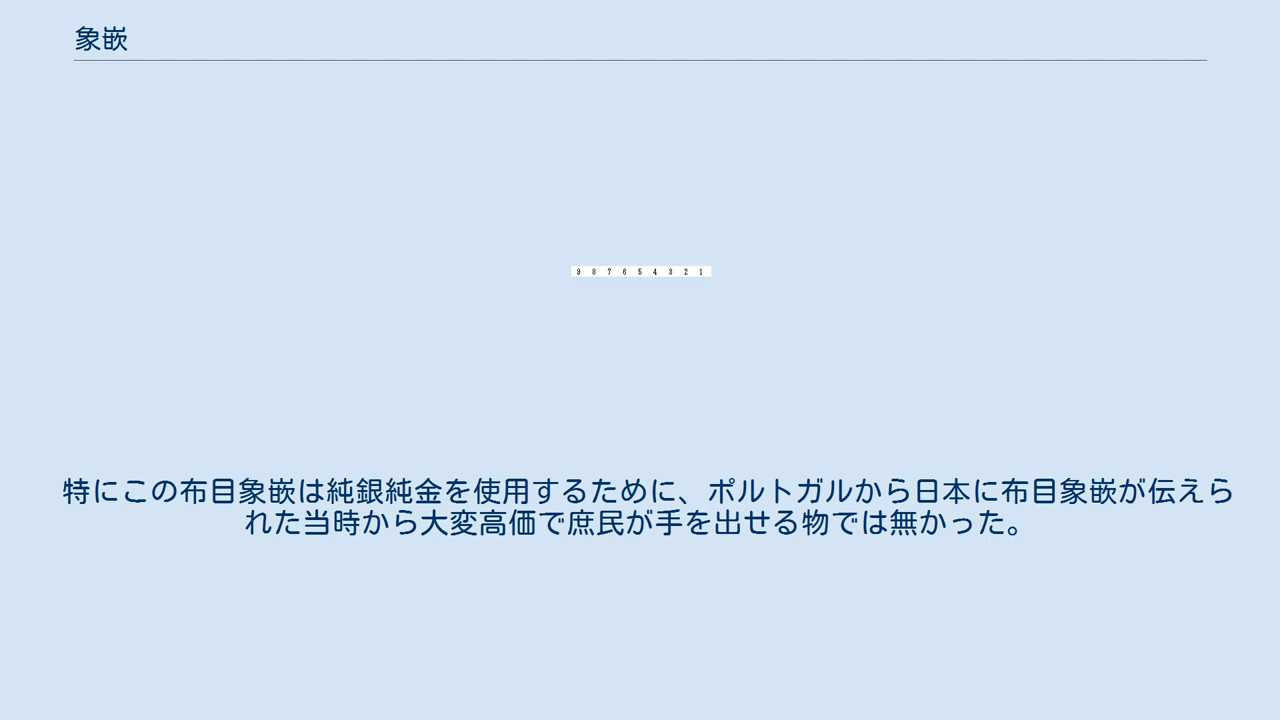 象嵌
9 8 7 6 5 4 3 2 1
特にこの布目象嵌は純銀純金を使用するために、ポルトガルから日本に布目象嵌が伝えら
れた当時から大変高価で庶民が手を出せる物では無かった。